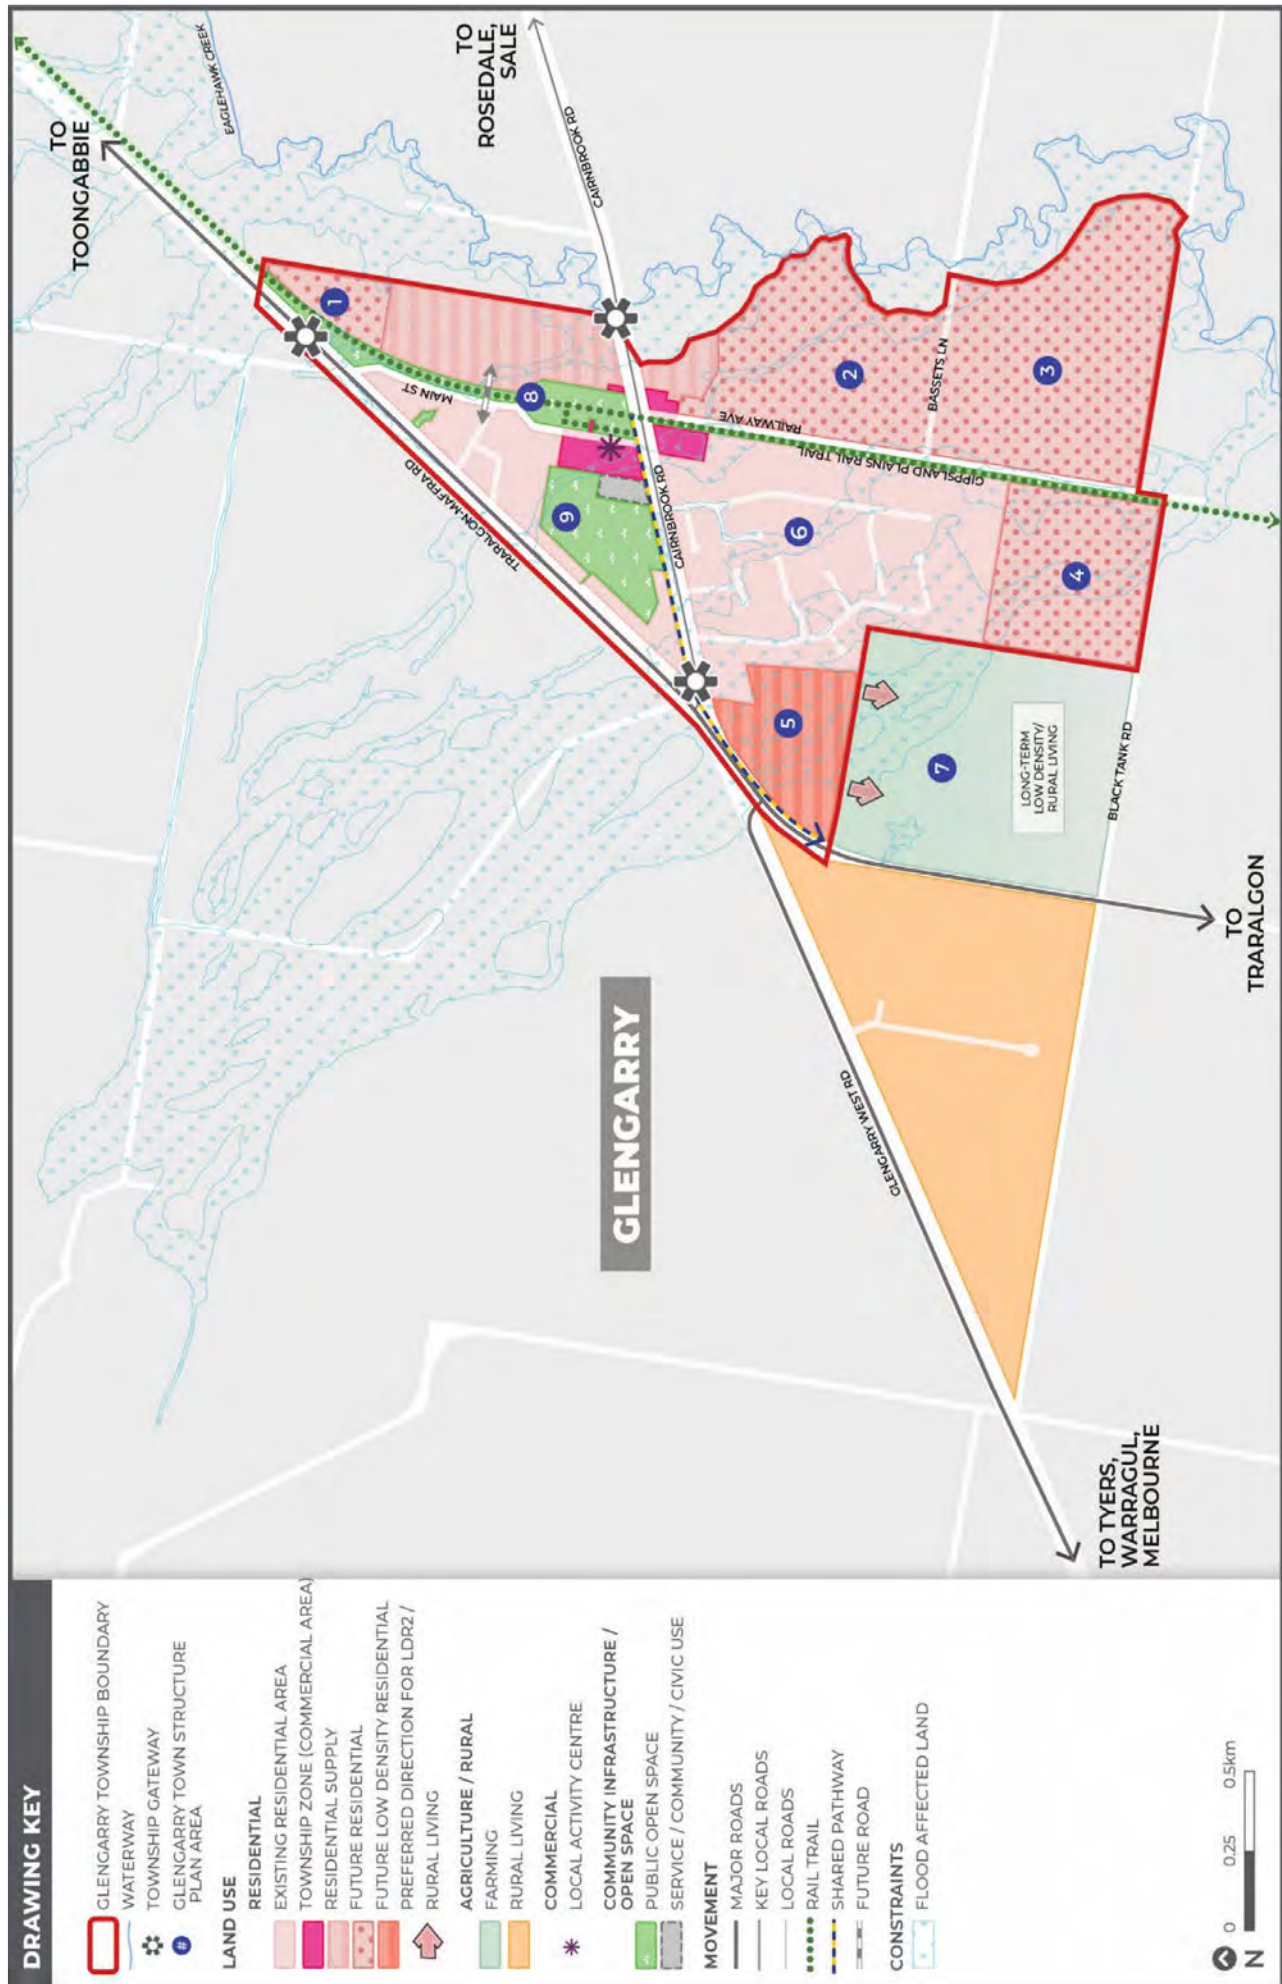 DRAWING KEY
GLENGARRY TOWNSHIP BOUNDARY
WATERWAY
TOWNSHIP GATEWAY
#
GLENGARRY TOWN STRUCTURE
PLAN AREA
LAND USE
RESIDENTIAL
EXISTING RESIDENTIAL AREA
TOWNSHIP ZONE (COMMERCIAL AREA)
RESIDENTIAL SUPPLY
FUTURE RESIDENTIAL
FUTURE LOW DENSITY RESIDENTIAL
PREFERRED DIRECTION FOR LDR2 /
RURAL LIVING
AGRICULTURE / RURAL
FARMING
RURAL LIVING
COMMERCIAL
LOCAL ACTIVITY CENTRE
COMMUNITY INFRASTRUCTURE /
OPEN SPACE
PUBLIC OPEN SPACE
SERVICE / COMMUNITY / CIVIC USE
MOVEMENT
MAJOR ROADS
KEY LOCAL ROADS
LOCAL ROADS
RAIL TRAIL
SHARED PATHWAY
FUTURE ROAD
CONSTRAINTS
FLOOD AFFECTED LAND
N
0 0.25 0.5km
TO
TOONGABBIE
EAGLEHAWK CREEK
TO
ROSEDALE,
SALE
CAIRNBROOK RD
1
MAIN ST
8
TRARALGON-MAFFRA RD
9
CAIRNBROOK RD
RAILWAY AVE
GIPPSLAND PLAINS RAIL TRAIL
2
BASSETS LN
3
6
4
5
7
LONG-TERM
LOW DENSITY/
RURAL LIVING
BLACK TANK RD
GLENGARRY
GLENGARRY WEST RD
TO
TRARALGON
TO TYERS,
WARRAGUL,
MELBOURNE